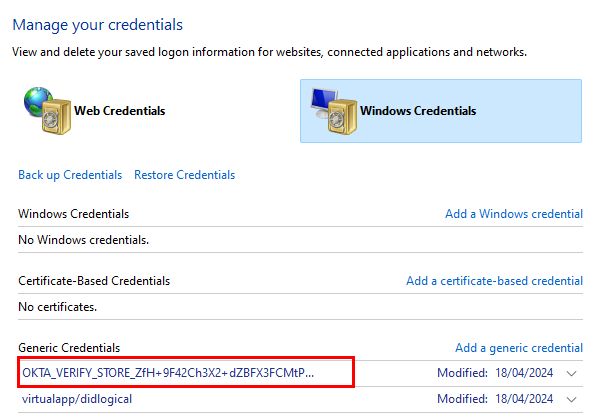 Manage your credentials
View and delete your saved logon information for websites, connected applications and networks.
Web Credentials
Windows Credentials
Back up Credentials Restore Credentials
Windows Credentials Add a Windows credential
No Windows credentials.
Certificate-Based Credentials Add a certificate-based credential
No certificates.
Generic Credentials Add a generic credential
OKTA_VERIFY_STORE_ZfH+9F42Ch3X2+dZBFX3FCMtP... Modified: 18/04/2024
virtualapp/didlogical Modified: 18/04/2024